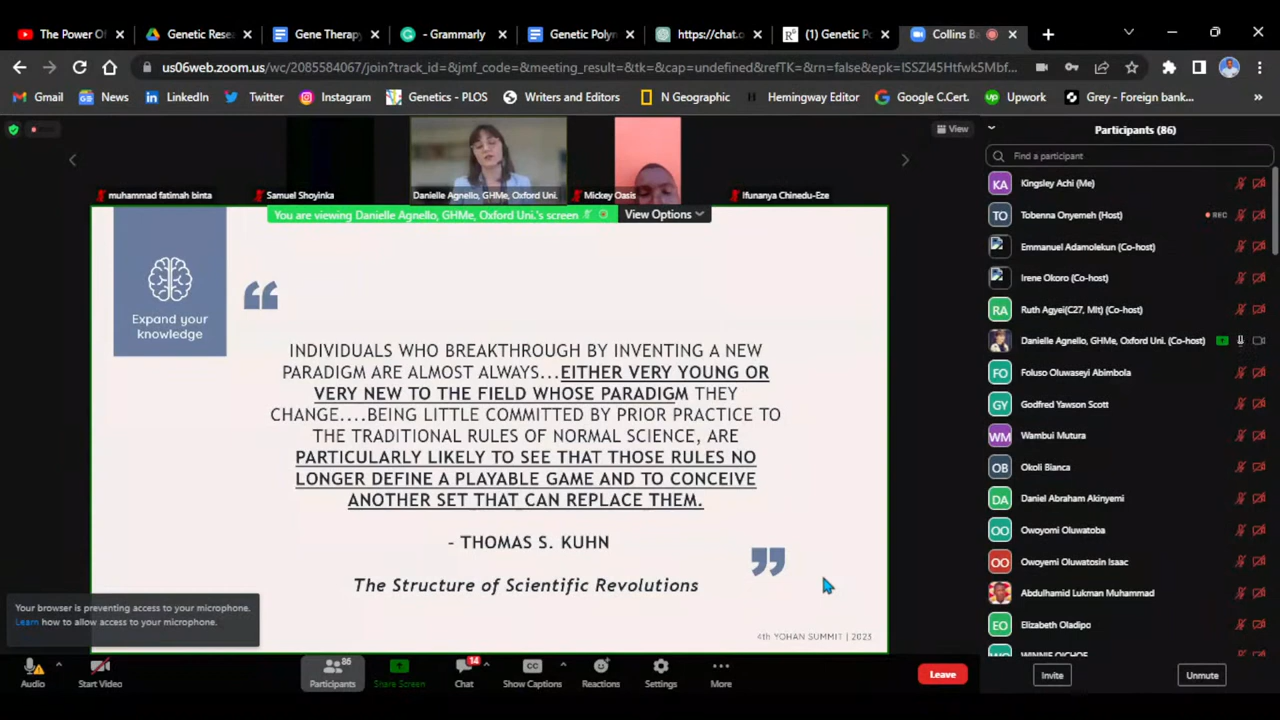 The Power Of
Genetic Resea
Gene Therapy
- Grammarly
Genetic Polyn
https://chat.o
(1) Genetic Po
Collins Ba
us06web.zoom.us/wc/2085584067/join?track_id=&jmf_code=&meeting_result=&tk=&cap=undefined&refTK=&rn=false&epk=
Gmail
News
LinkedIn
Twitter
Instagram
Genetics - PLOS
Writers and Editors
N Geographic
Hemingway Editor
Google C.Cert.
Upwork
Grey - Foreign bank...
»
View
muhammad fatimah binta
Samuel Shoyinka
Danielle Agnello, GHMe, Oxford Uni.
Mickey Oasis
Ifunanya Chinedu-Eze
You are viewing Danielle Agnello, GHMe, Oxford Uni.'s screen
View Options
Expand your
knowledge
“
INDIVIDUALS WHO BREAKTHROUGH BY INVENTING A NEW
PARADIGM ARE ALMOST ALWAYS...EITHER VERY YOUNG OR
VERY NEW TO THE FIELD WHOSE PARADIGM THEY
CHANGE....BEING LITTLE COMMITTED BY PRIOR PRACTICE TO
THE TRADITIONAL RULES OF NORMAL SCIENCE, ARE
PARTICULARLY LIKELY TO SEE THAT THOSE RULES NO
LONGER DEFINE A PLAYABLE GAME AND TO CONCEIVE
ANOTHER SET THAT CAN REPLACE THEM.
- THOMAS S. KUHN
”
The Structure of Scientific Revolutions
4th YOHAN SUMMIT | 2023
Your browser is preventing access to your microphone.
Learn how to allow access to your microphone.
Participants (86)
Find a participant
KA Kingsley Achi (Me)
TO Tobenna Onyemeh (Host) REC
Emmanuel Adamolekun (Co-host)
Irene Okoro (Co-host)
RA Ruth Agyei(C27, MIt) (Co-host)
Danielle Agnello, GHMe, Oxford Uni. (Co-host)
FO Foluso Oluwaseyi Abimbola
GY Godfred Yawson Scott
WM Wambui Mutura
OB Okoli Bianca
DA Daniel Abraham Akinyemi
OO Owoyomi Oluwatoba
OO Owoyemi Oluwatosin Isaac
Abdulhamid Lukman Muhammad
EO Elizabeth Oladipo
Invite
Unmute
Audio
Start Video
86
Participants
Share Screen
14
Chat
CC
Show Captions
Reactions
Settings
More
Leave